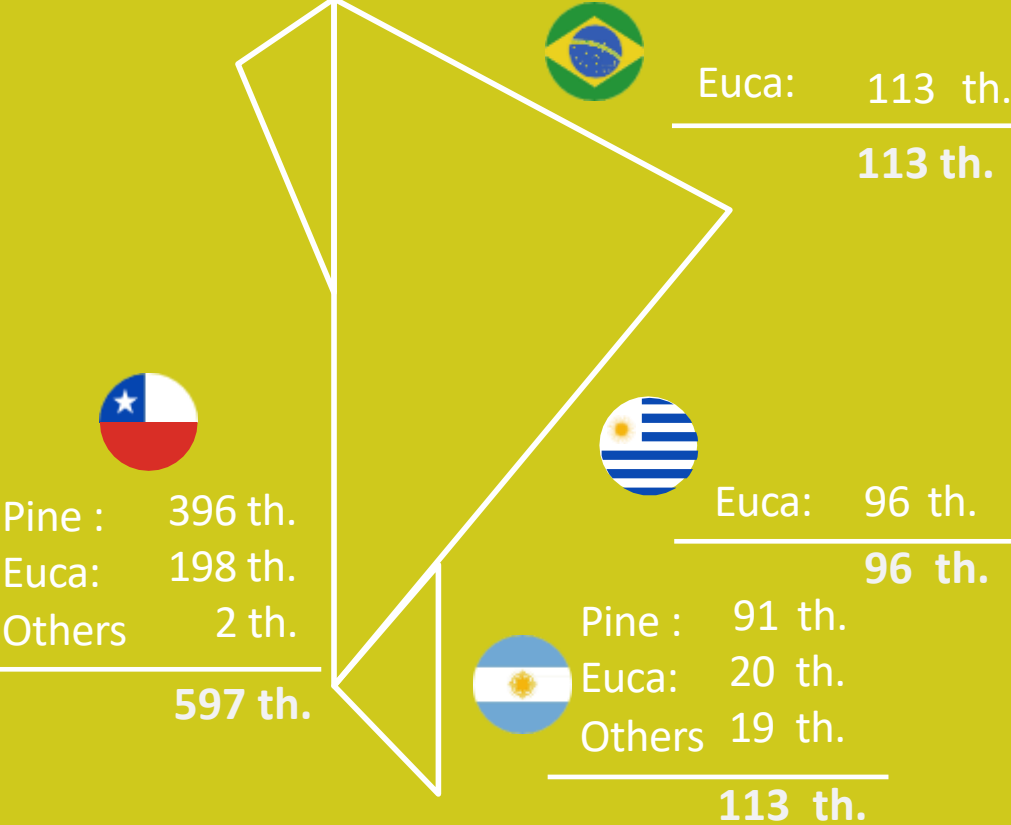 Euca: 113 th.
113 th.
Pine : 396 th.
Euca: 198 th.
Others 2 th.
597 th.
Euca: 96 th.
96 th.
Pine : 91 th.
Euca: 20 th.
Others 19 th.
113 th.